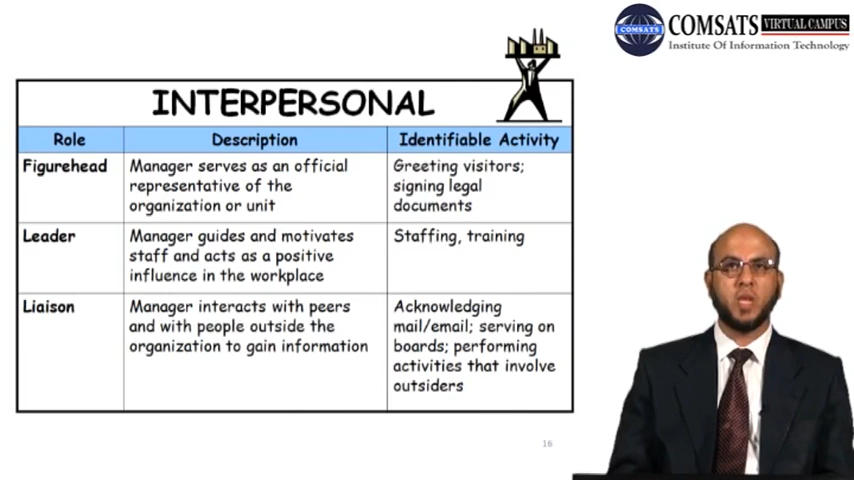 COMSATS
COMSATS VIRTUAL CAMPUS
Institute Of Information Technology
INTERPERSONAL
Role Description Identifiable Activity
Figurehead
Manager serves as an official
representative of the
organization or unit
Greeting visitors;
signing legal
documents
Leader
Manager guides and motivates
staff and acts as a positive
influence in the workplace
Staffing, training
Liaison
Manager interacts with peers
and with people outside the
organization to gain information
Acknowledging
mail/email; serving on
boards; performing
activities that involve
outsiders
16